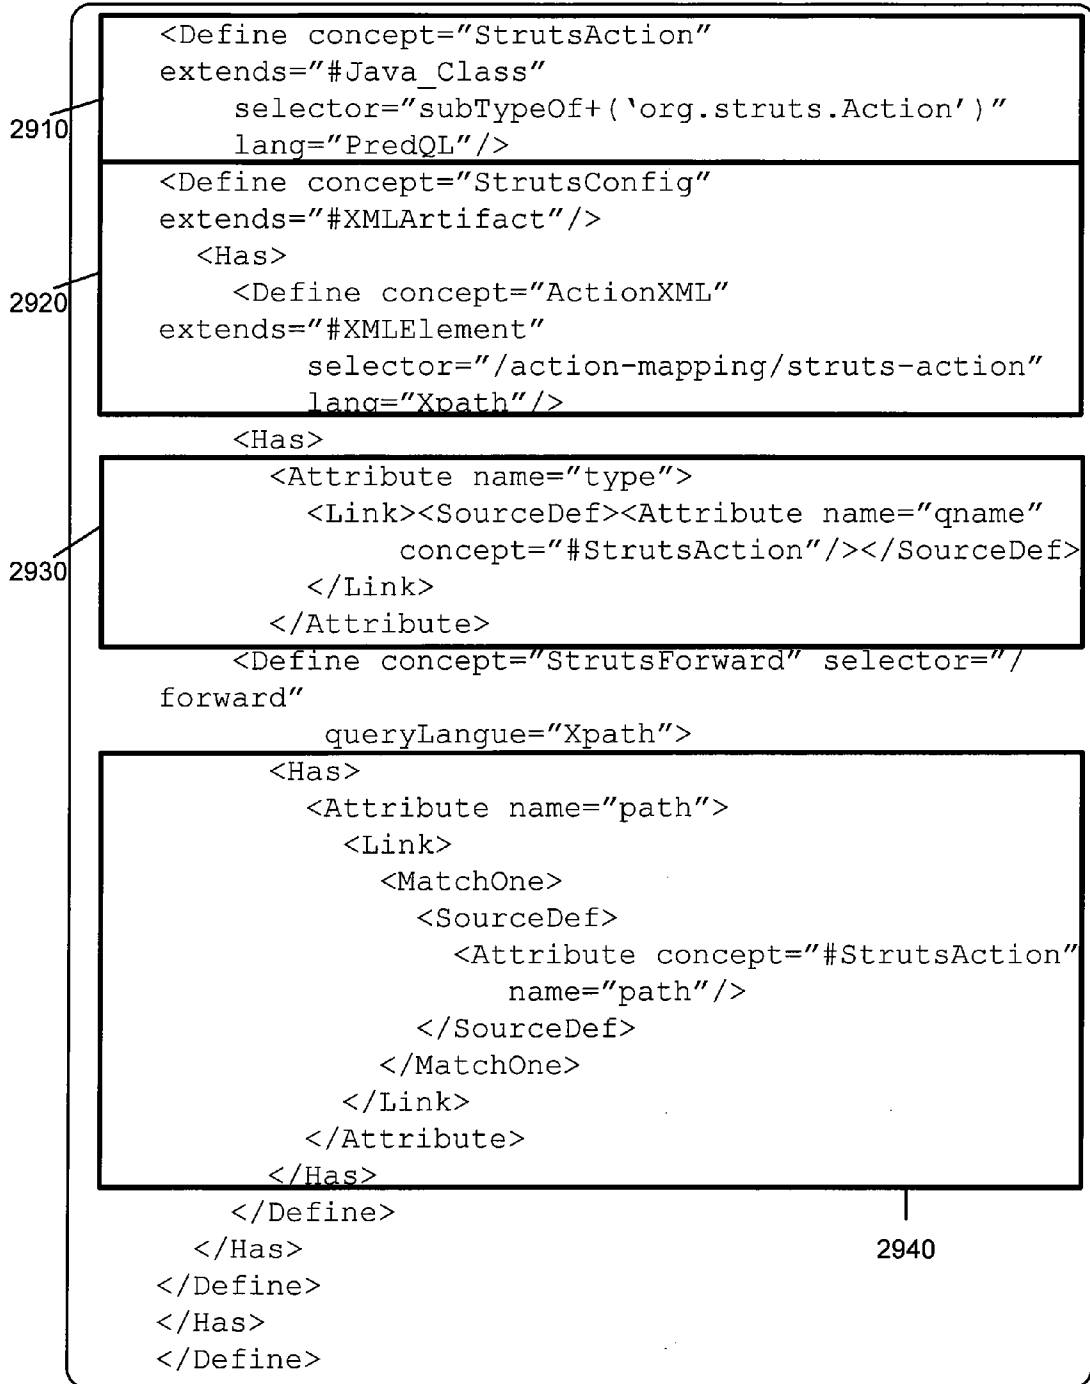 <Define concept="StrutsAction"
extends="#Java_Class"
selector="subTypeOf+(‘org.struts.Action’)"
2910
lang="PredQL"/>
<Define concept="StrutsConfig"
extends="#XMLArtifact"/>
<Has>
2920
<Define concept="ActionXML"
extends="#XMLElement"
selector="/action-mapping/struts-action"
lang="Xpath"/>
<Has>
<Attribute name="type">
<Link><SourceDef><Attribute name="qname"
concept="#StrutsAction"/></SourceDef>
2930
</Link>
</Attribute>
<Define concept="StrutsForward" selector="/
forward"
queryLangue="Xpath">
<Has>
<Attribute name="path">
<Link>
<MatchOne>
<SourceDef>
<Attribute concept="#StrutsAction"
name="path"/>
</SourceDef>
</MatchOne>
</Link>
</Attribute>
</Has>
</Define>
</Has>
2940
</Define>
</Has>
</Define>